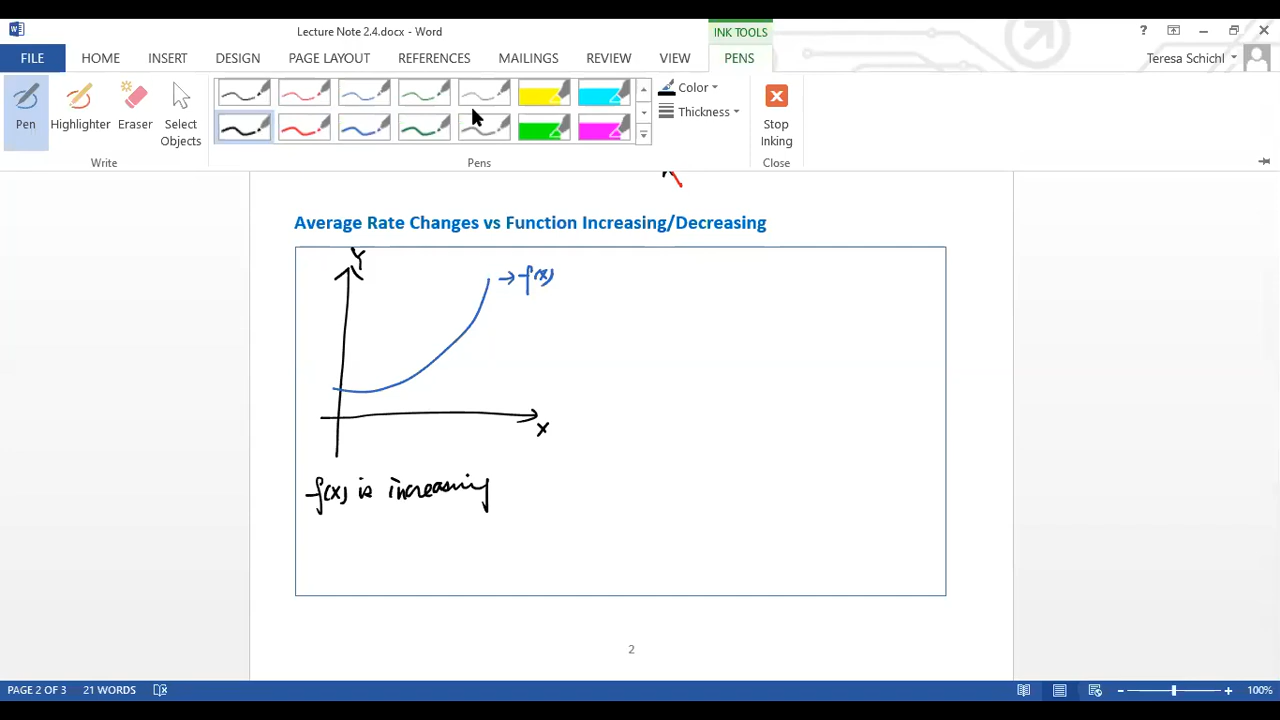 Lecture Note 2.4.docx - Word
INK TOOLS
?
FILE HOME INSERT DESIGN PAGE LAYOUT REFERENCES MAILINGS REVIEW VIEW PENS
Teresa Schichl
Pen Highlighter Eraser Select Objects
Color
Thickness
Stop Inking
Write Pens Close
Average Rate Changes vs Function Increasing/Decreasing
Y
→ f(x)
X
f(x) is increasing
2
PAGE 2 OF 3 21 WORDS 100%